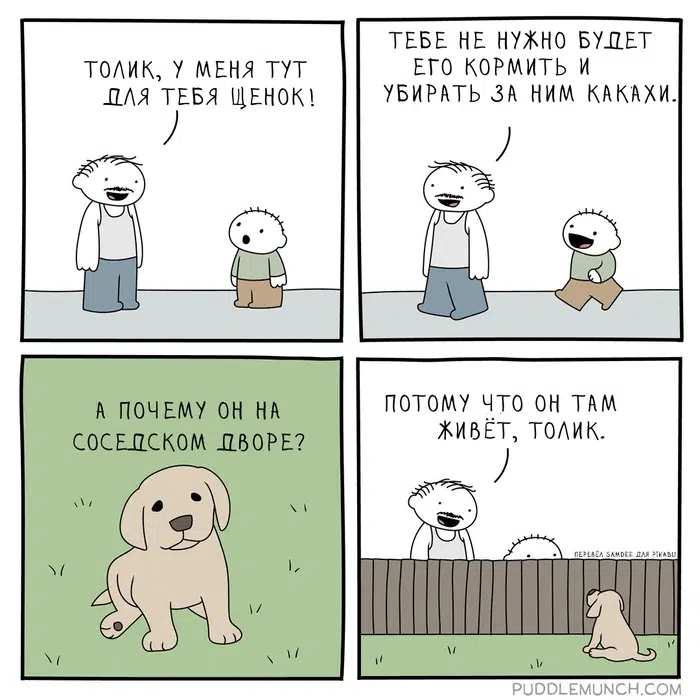 ТОЛИК, У МЕНЯ ТУТ
ДЛЯ ТЕБЯ ЩЕНОК!
ТЕБЕ НЕ НУЖНО БУДЕТ
ЕГО КОРМИТЬ И
УБИРАТЬ ЗА НИМ КАКАХИ.
А ПОЧЕМУ ОН НА
СОСЕДСКОМ ДВОРЕ?
ПОТОМУ ЧТО ОН ТАМ
ЖИВЁТ, ТОЛИК.
ПЕРЕВЁЛ SAMDEE ДЛЯ PIKABU
PUDDLEMUNCH.COM